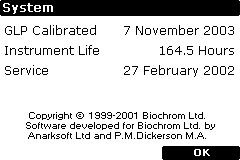 System
GLP Calibrated 7 November 2003
Instrument Life 164.5 Hours
Service 27 February 2002
Copyright © 1999-2001 Biochrom Ltd.
Software developed for Biochrom Ltd. by
Anarksoft Ltd and P.M.Dickerson M.A.
OK